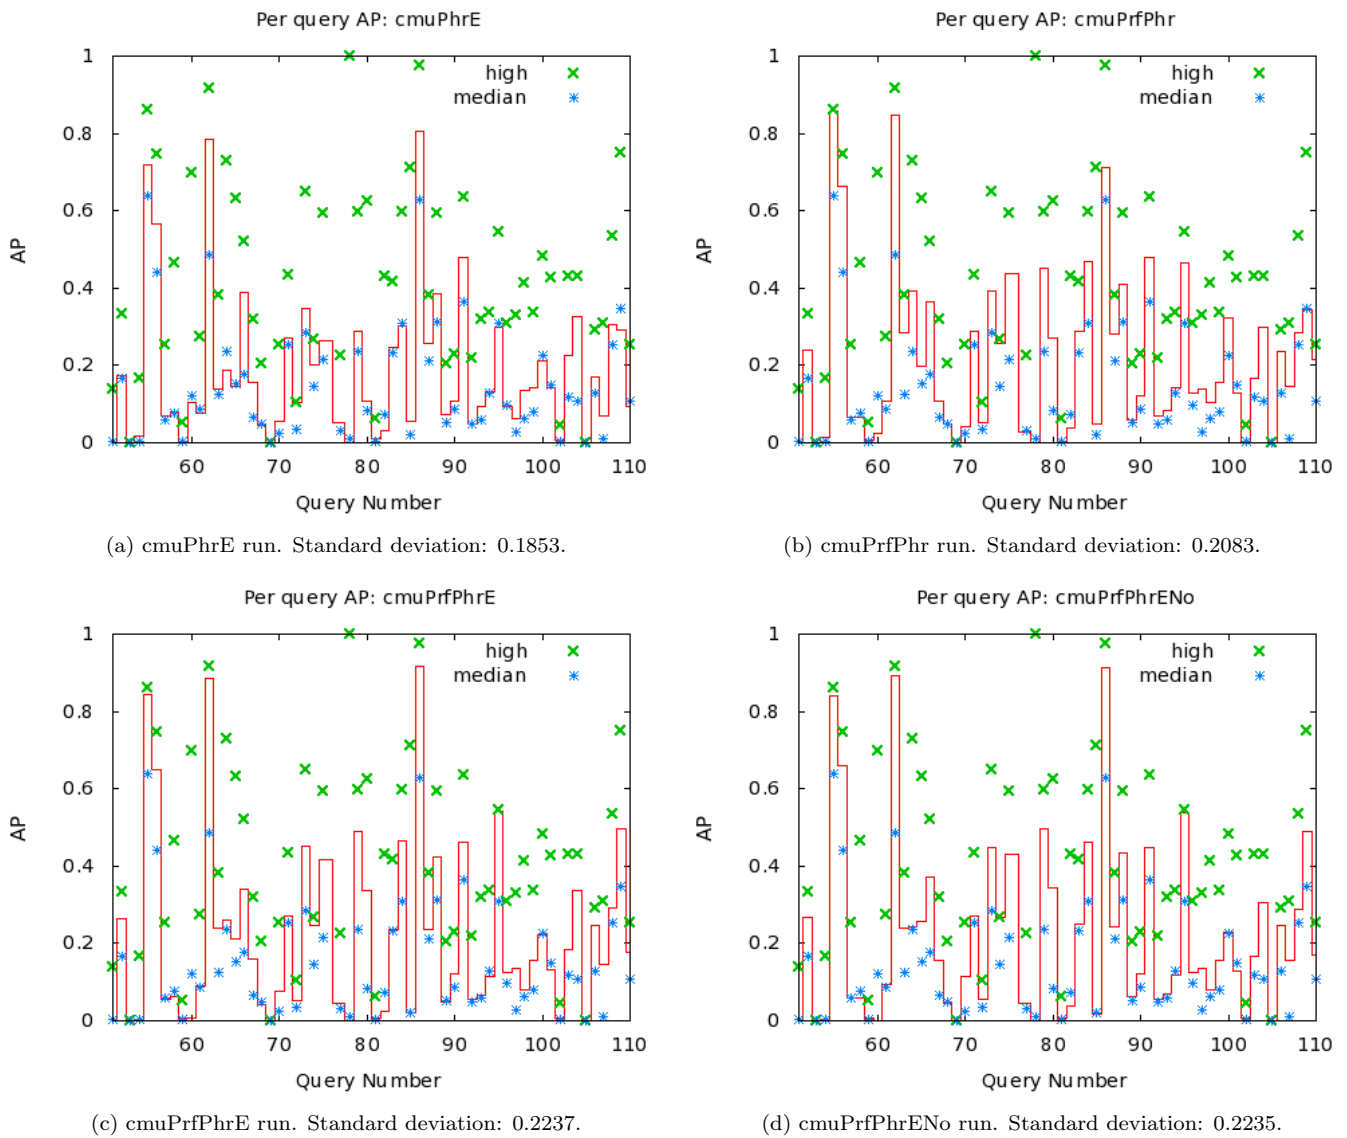 Per query AP: cmuPhrE
1
0.8
0.6
0.4
0.2
0
AP
high
median
60 70 80 90 100 110
Query Number
(a) cmuPhrE run. Standard deviation: 0.1853.
Per query AP: cmuPrfPhr
1
0.8
0.6
0.4
0.2
0
AP
high
median
60 70 80 90 100 110
Query Number
(b) cmuPrfPhr run. Standard deviation: 0.2083.
Per query AP: cmuPrfPhrE
1
0.8
0.6
0.4
0.2
0
AP
high
median
60 70 80 90 100 110
Query Number
(c) cmuPrfPhrE run. Standard deviation: 0.2237.
Per query AP: cmuPrfPhrENo
1
0.8
0.6
0.4
0.2
0
AP
high
median
60 70 80 90 100 110
Query Number
(d) cmuPrfPhrENo run. Standard deviation: 0.2235.